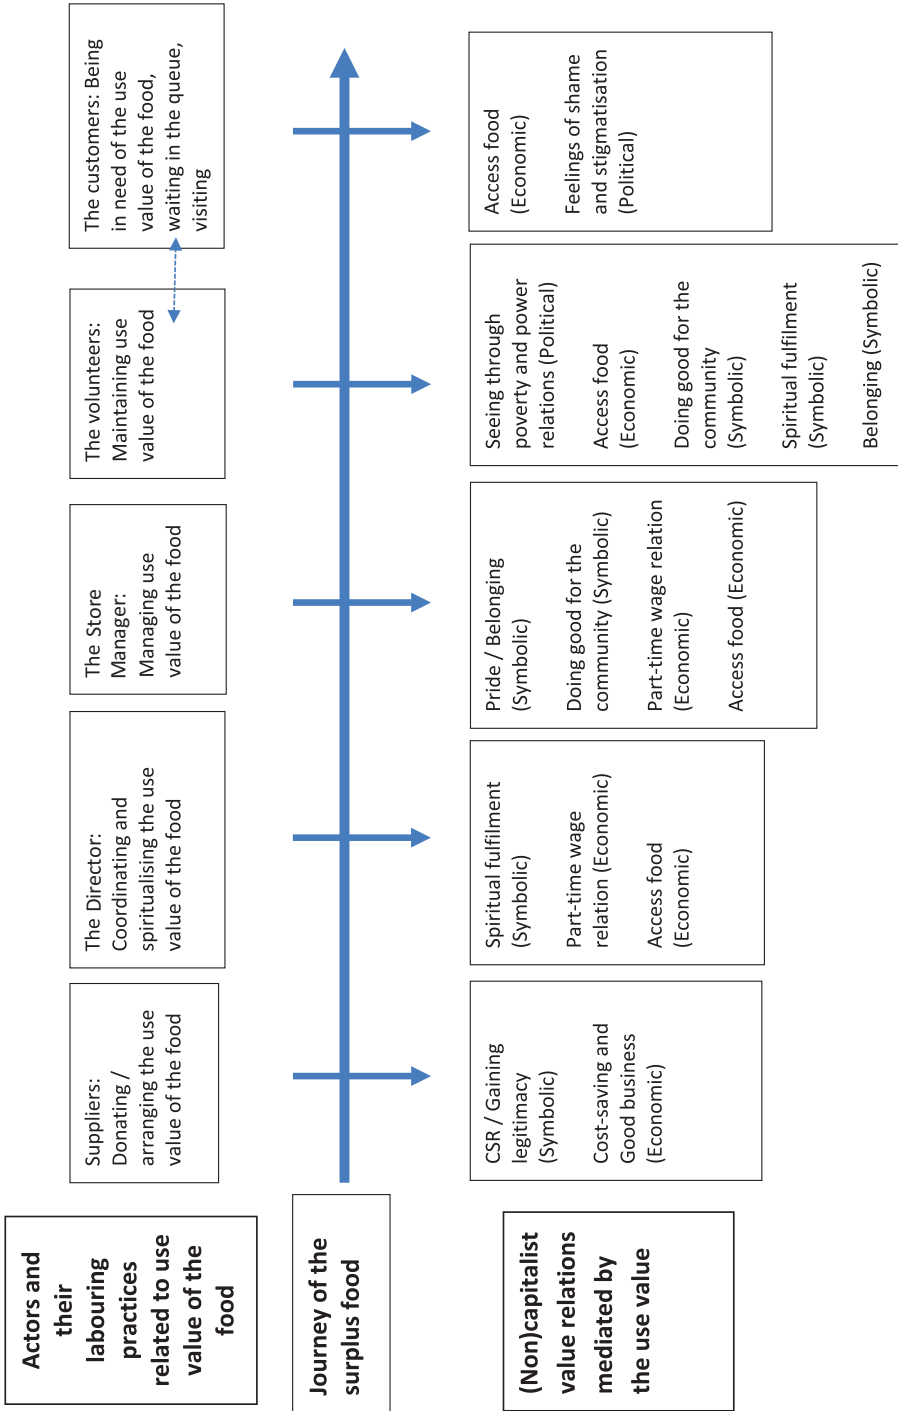 Actors and
their
labouring
practices
related to use
value of the
food
Suppliers:
Donating /
arranging the use
value of the food
The Director:
Coordinating and
spiritualising the use
value of the food
The Store
Manager:
Managing use
value of the food
The volunteers:
Maintaining use
value of the food
The customers: Being
in need of the use
value of the food,
waiting in the queue,
visiting
Journey of the
surplus food
(Non)capitalist
value relations
mediated by
the use value
CSR / Gaining
legitimacy
(Symbolic)
Cost-saving and
Good business
(Economic)
Spiritual fulfilment
(Symbolic)
Part-time wage
relation (Economic)
Access food
(Economic)
Pride / Belonging
(Symbolic)
Doing good for the
community (Symbolic)
Part-time wage relation
(Economic)
Access food (Economic)
Seeing through
poverty and power
relations (Political)
Access food
(Economic)
Doing good for the
community
(Symbolic)
Spiritual fulfilment
(Symbolic)
Belonging (Symbolic)
Access food
(Economic)
Feelings of shame
and stigmatisation
(Political)